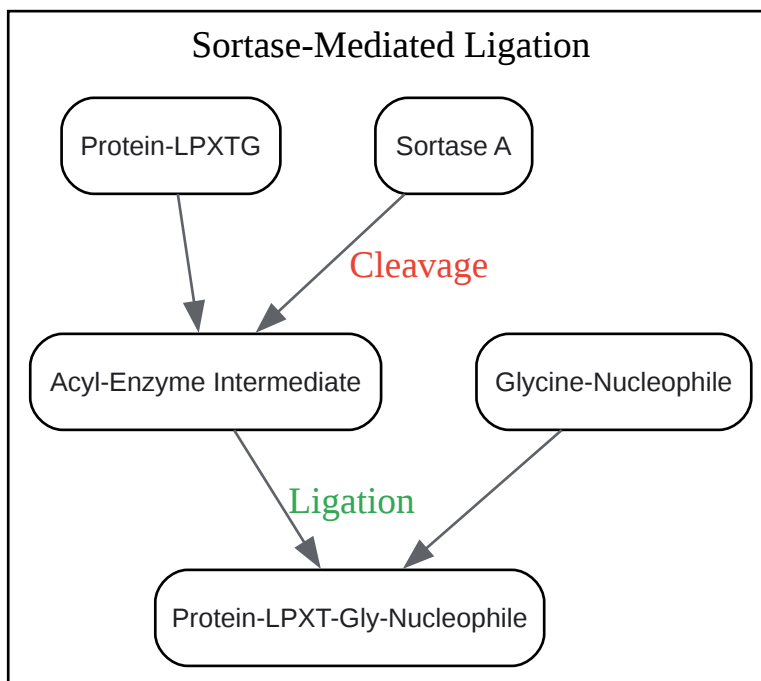 Sortase-Mediated Ligation
Protein-LPXTG
Sortase A
Cleavage
Acyl-Enzyme Intermediate
Glycine-Nucleophile
Ligation
Protein-LPXT-Gly-Nucleophile